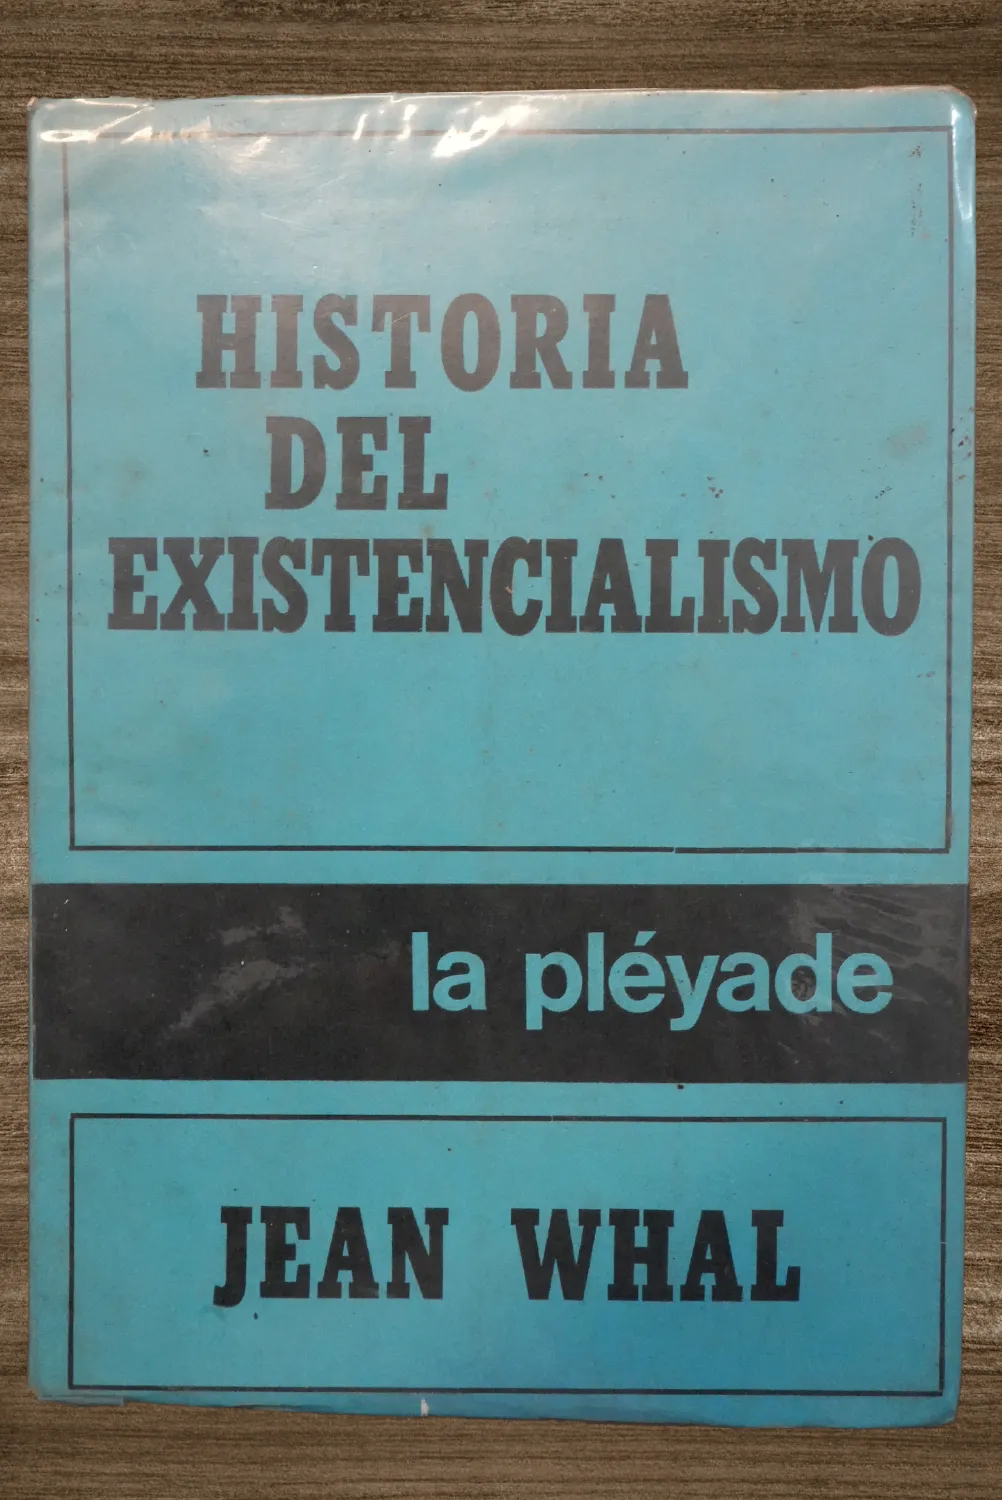 HISTORIA
DEL
EXISTENCIALISMO
la pléyade
JEAN WHAL